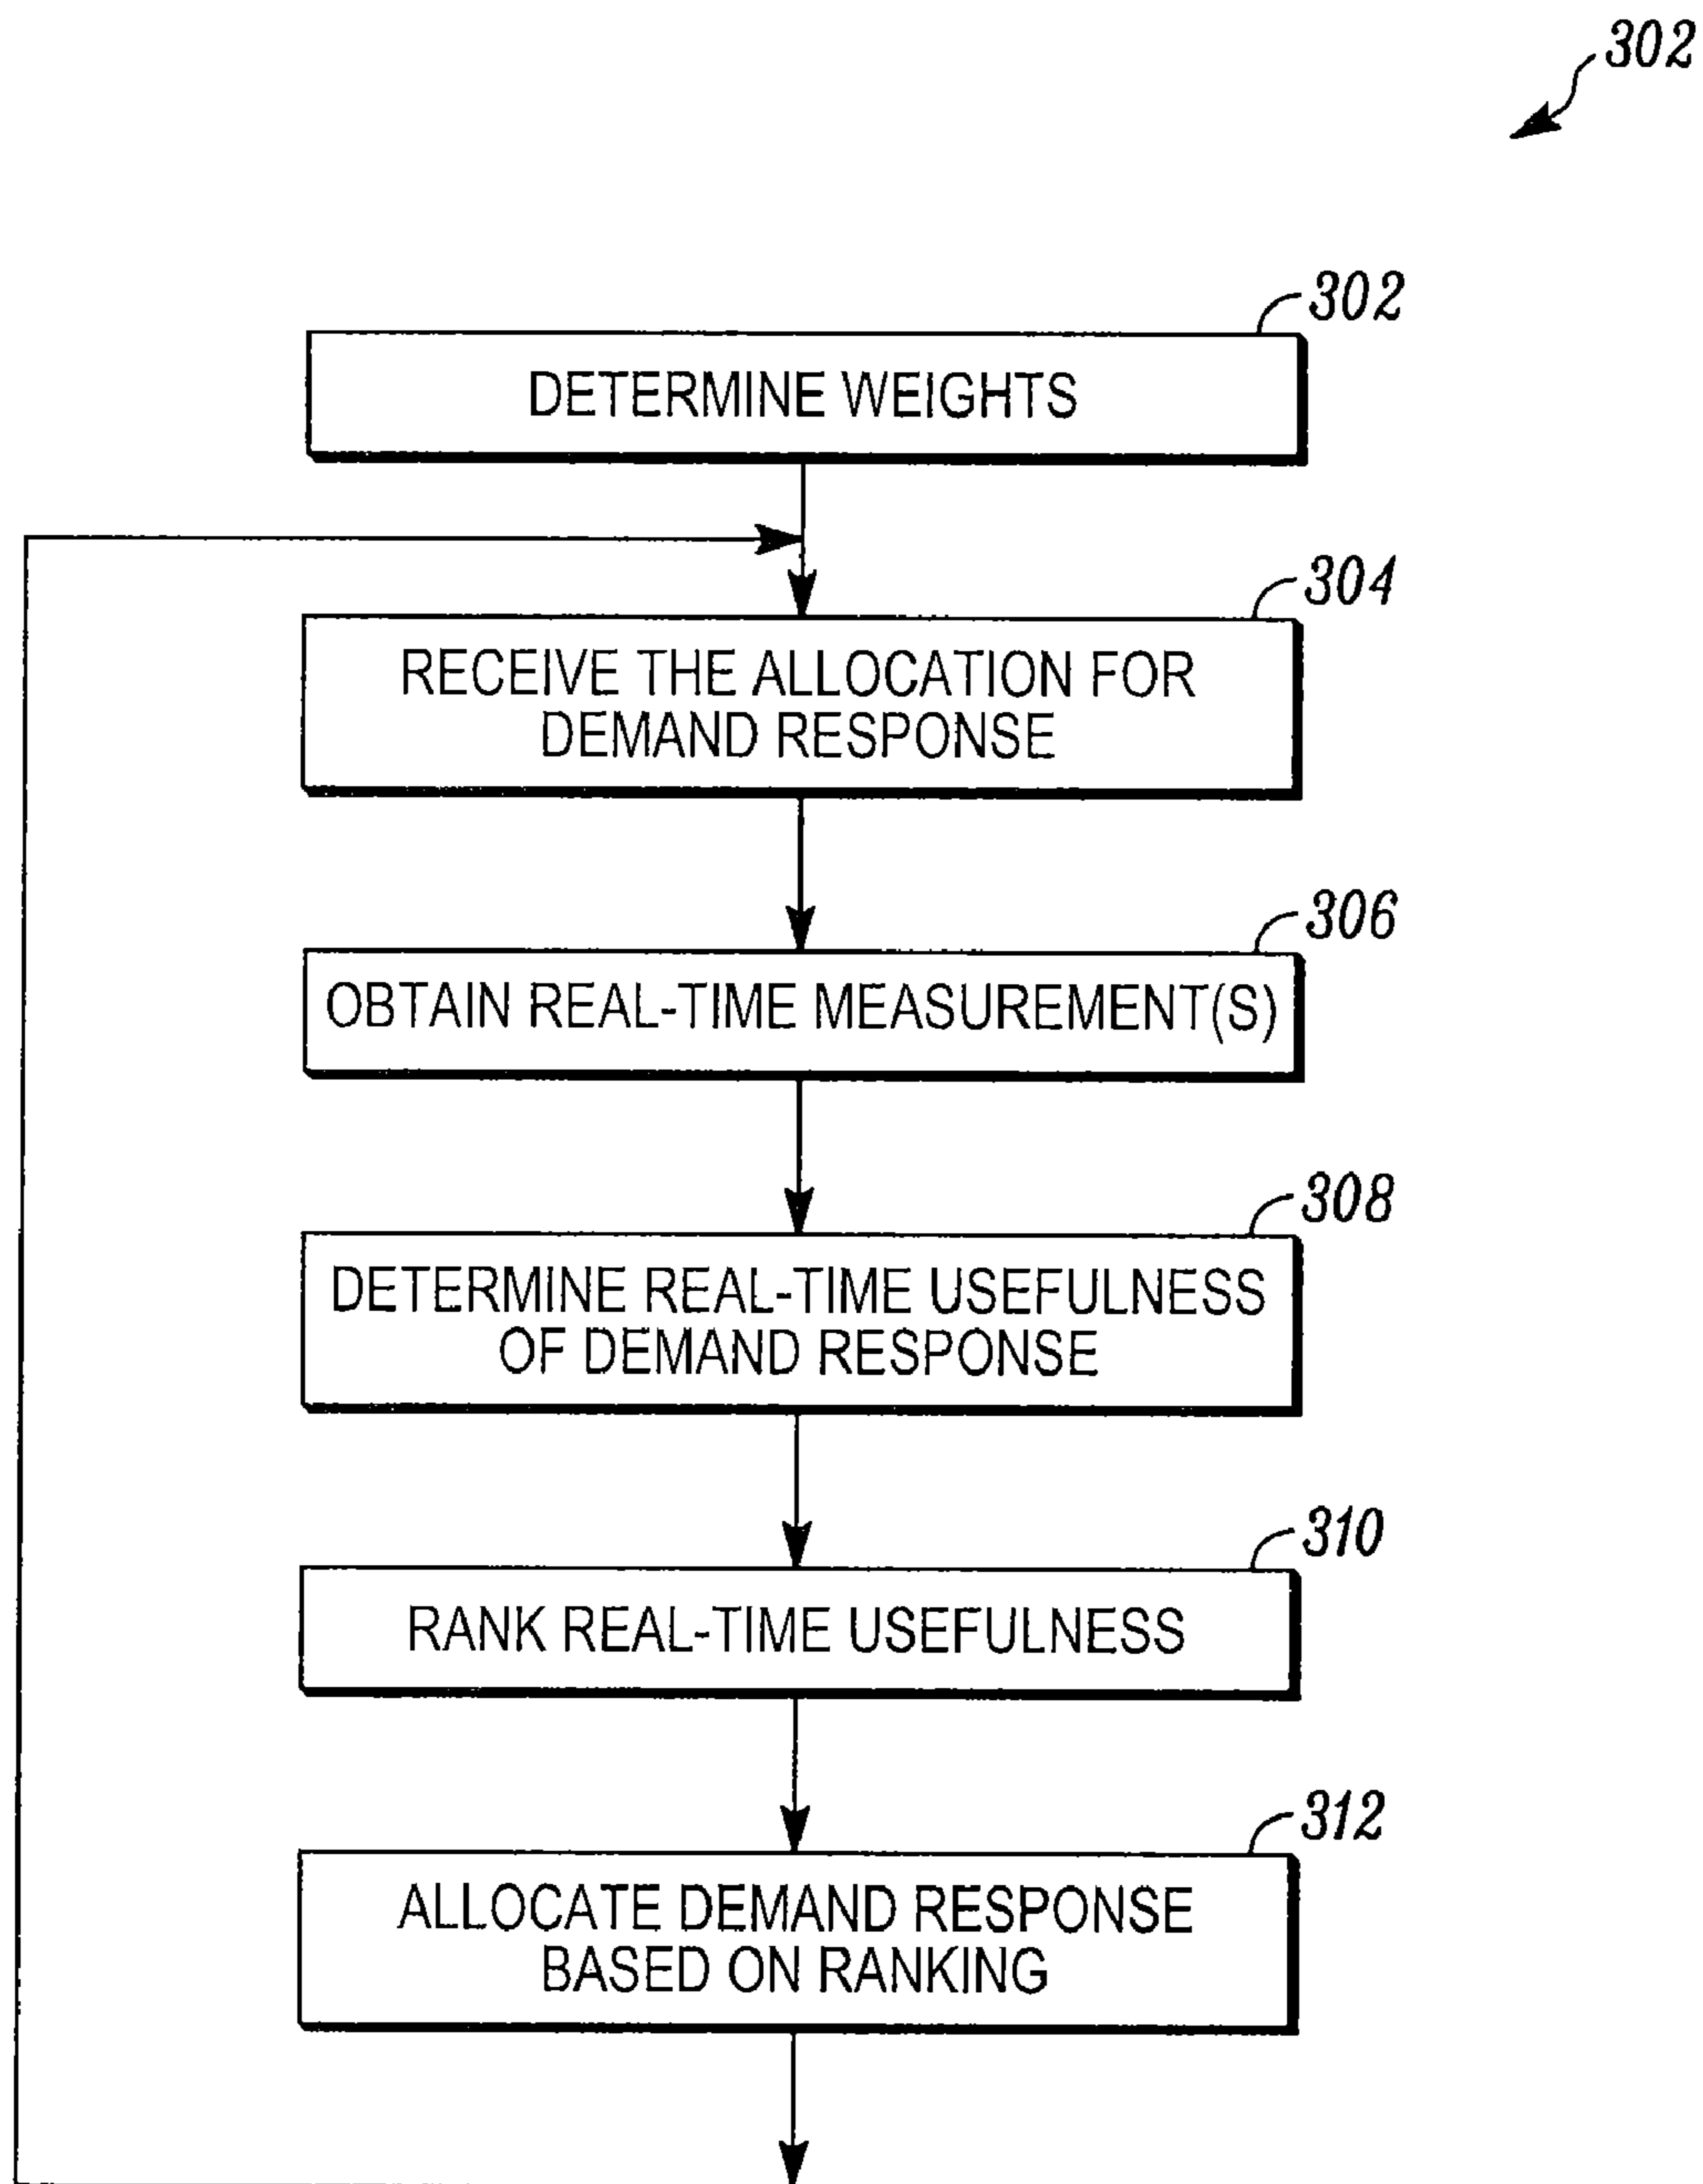 302
302
DETERMINE WEIGHTS
304
RECEIVE THE ALLOCATION FOR
DEMAND RESPONSE
306
OBTAIN REAL-TIME MEASUREMENT(S)
308
DETERMINE REAL-TIME USEFULNESS
OF DEMAND RESPONSE
310
RANK REAL-TIME USEFULNESS
312
ALLOCATE DEMAND RESPONSE
BASED ON RANKING